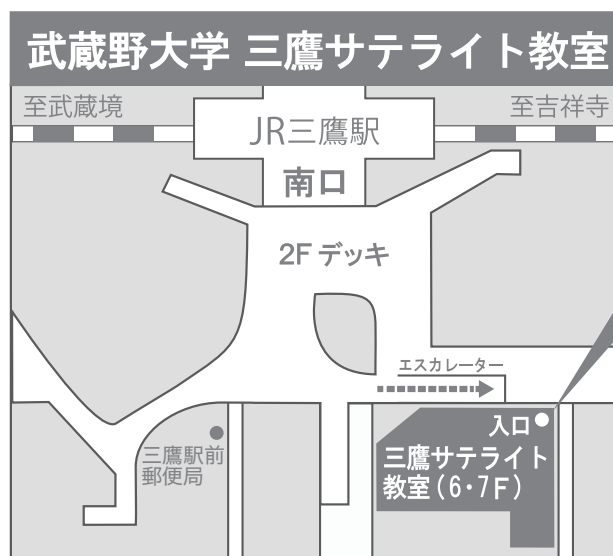 武蔵野大学 三鷹サテライト教室
至武蔵境
至吉祥寺
JR三鷹駅
南口
2F デッキ
エスカレーター
入口
三鷹サテライト
教室(6・7F)
三鷹駅前
郵便局